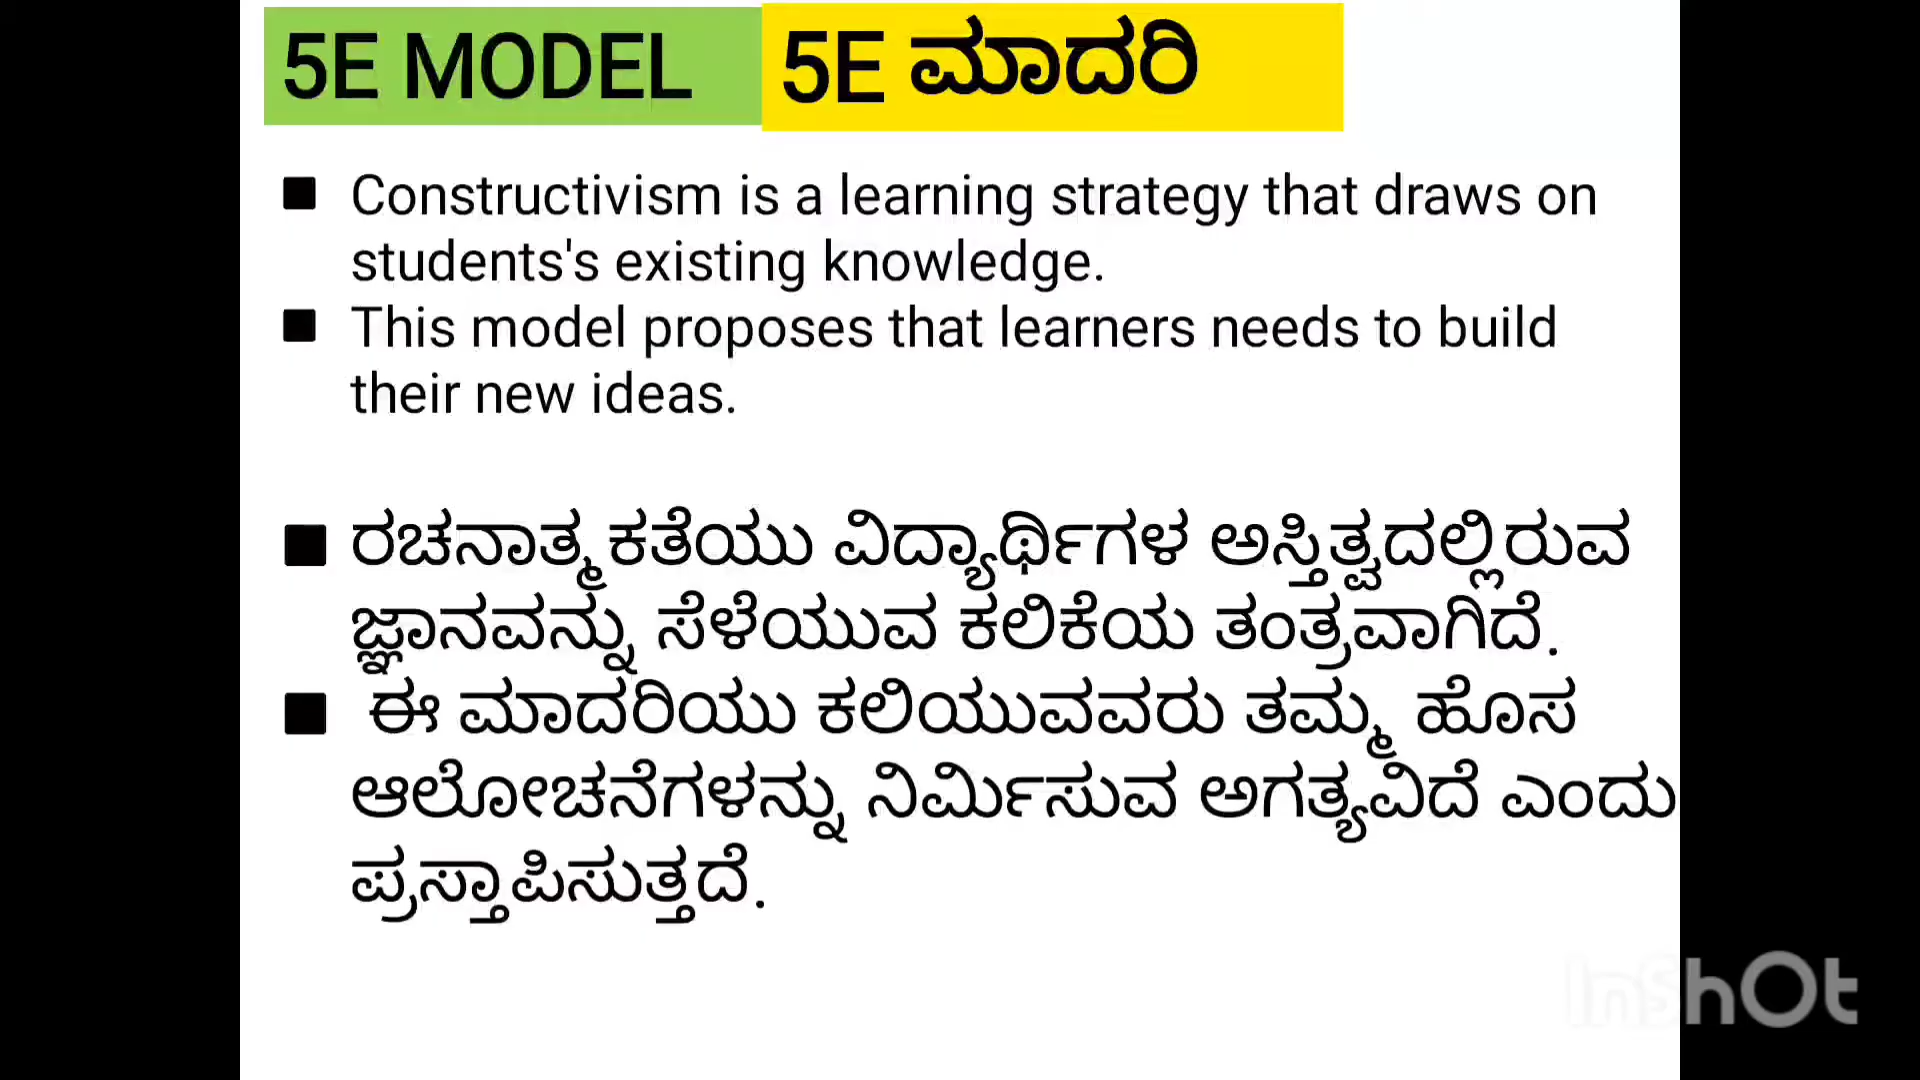 5E MODEL 5E ಮಾದರಿ
■ Constructivism is a learning strategy that draws on
students's existing knowledge.
■ This model proposes that learners needs to build
their new ideas.
■ ರಚನಾತ್ಮಕತೆಯು ವಿದ್ಯಾರ್ಥಿಗಳ ಅಸ್ತಿತ್ವದಲ್ಲಿರುವ
ಜ್ಞಾನವನ್ನು ಸೆಳೆಯುವ ಕಲಿಕೆಯ ತಂತ್ರವಾಗಿದೆ.
■ ಈ ಮಾದರಿಯು ಕಲಿಯುವವರು ತಮ್ಮ ಹೊಸ
ಆಲೋಚನೆಗಳನ್ನು ನಿರ್ಮಿಸುವ ಅಗತ್ಯವಿದೆ ಎಂದು
ಪ್ರಸ್ತಾಪಿಸುತ್ತದೆ.
InShOt